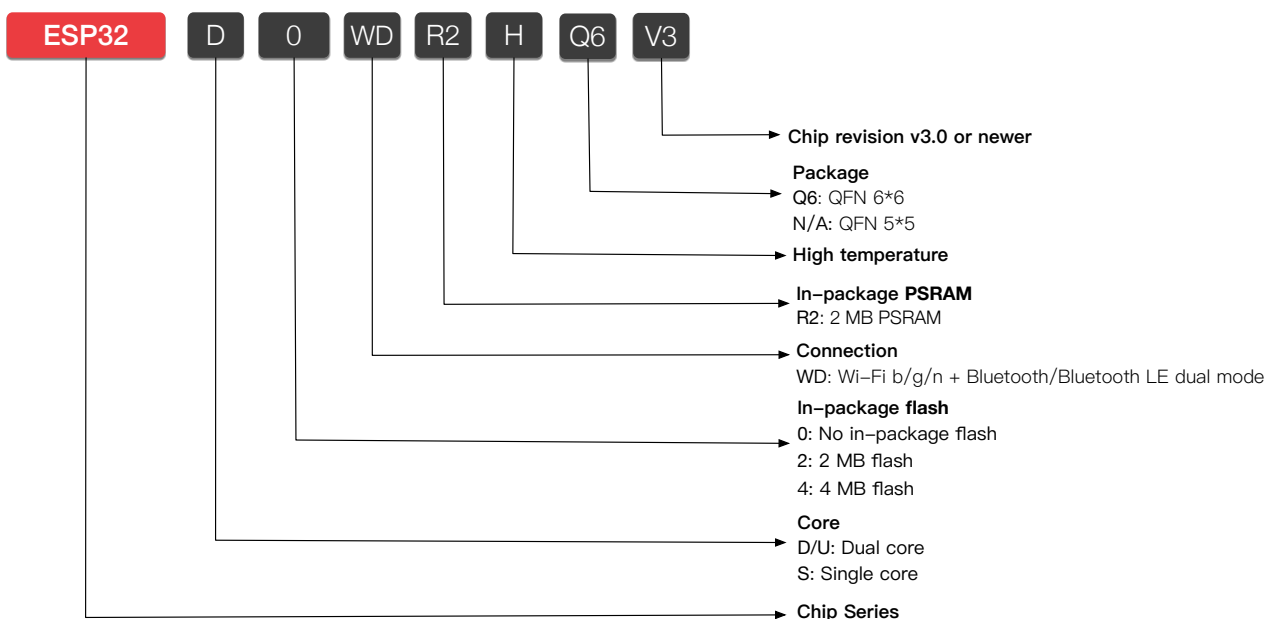 ESP32 D 0 WD R2 H Q6 V3
Chip revision v3.0 or newer
Package
Q6: QFN 6*6
N/A: QFN 5*5
High temperature
In-package PSRAM
R2: 2 MB PSRAM
Connection
WD: Wi-Fi b/g/n + Bluetooth/Bluetooth LE dual mode
In-package flash
0: No in-package flash
2: 2 MB flash
4: 4 MB flash
Core
D/U: Dual core
S: Single core
Chip Series